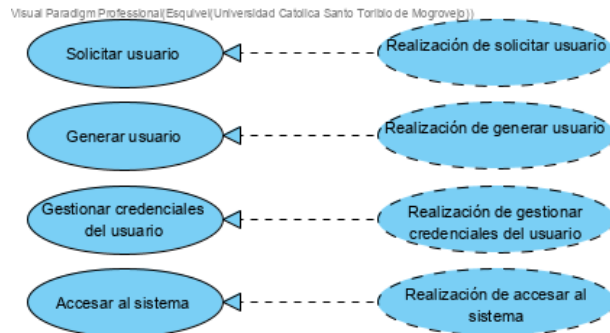 Visual Paradigm Professional(Esquivel(Universidad Catolica Santo Toribio de Mogrovejo))
Solicitar usuario
Realización de solicitar usuario
Generar usuario
Realización de generar usuario
Gestionar credenciales
del usuario
Realización de gestionar
credenciales del usuario
Accesar al sistema
Realización de accesar al
sistema